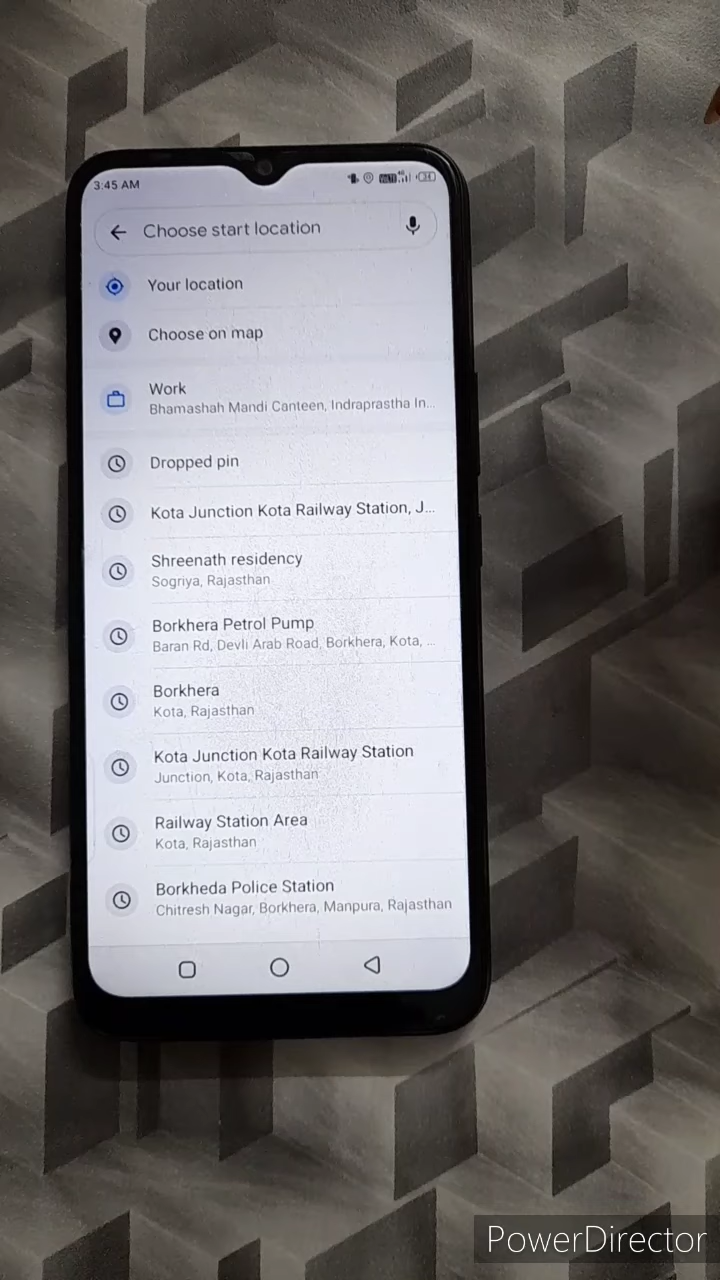 3:45 AM
Choose start location
Your location
Choose on map
Work
Bhamashah Mandi Canteen, Indraprastha In...
Dropped pin
Kota Junction Kota Railway Station, J...
Shreenath residency
Sogriya, Rajasthan
Borkhera Petrol Pump
Baran Rd, Devli Arab Road, Borkhera, Kota, ...
Borkhera
Kota, Rajasthan
Kota Junction Kota Railway Station
Junction, Kota, Rajasthan
Railway Station Area
Kota, Rajasthan
Borkheda Police Station
Chitresh Nagar, Borkhera, Manpura, Rajasthan
PowerDirector